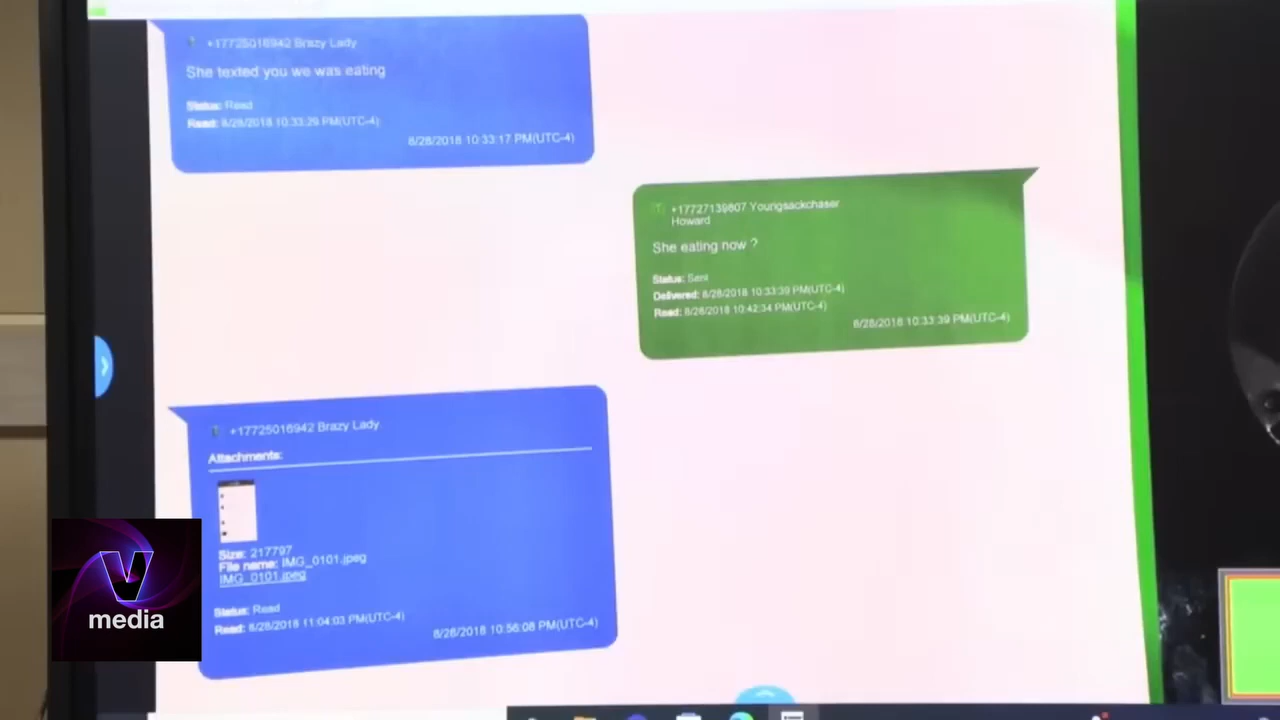 +17725016942 Brazy Lady
She texted you we was eating
Status: Read
Read: 8/28/2018 10:33:29 PM(UTC-4)
8/28/2018 10:33:17 PM(UTC-4)
+17727139807 Youngsackchaser
Howard
She eating now ?
Status: Sent
Delivered: 8/28/2018 10:33:39 PM(UTC-4)
Read: 8/28/2018 10:42:34 PM(UTC-4)
8/28/2018 10:33:39 PM(UTC-4)
+17725016942 Brazy Lady
Attachments:
Size: 217797
File name: IMG_0101.jpeg
IMG_0101.jpeg
Status: Read
Read: 8/28/2018 11:04:03 PM(UTC-4)
8/28/2018 10:56:08 PM(UTC-4)
V
media